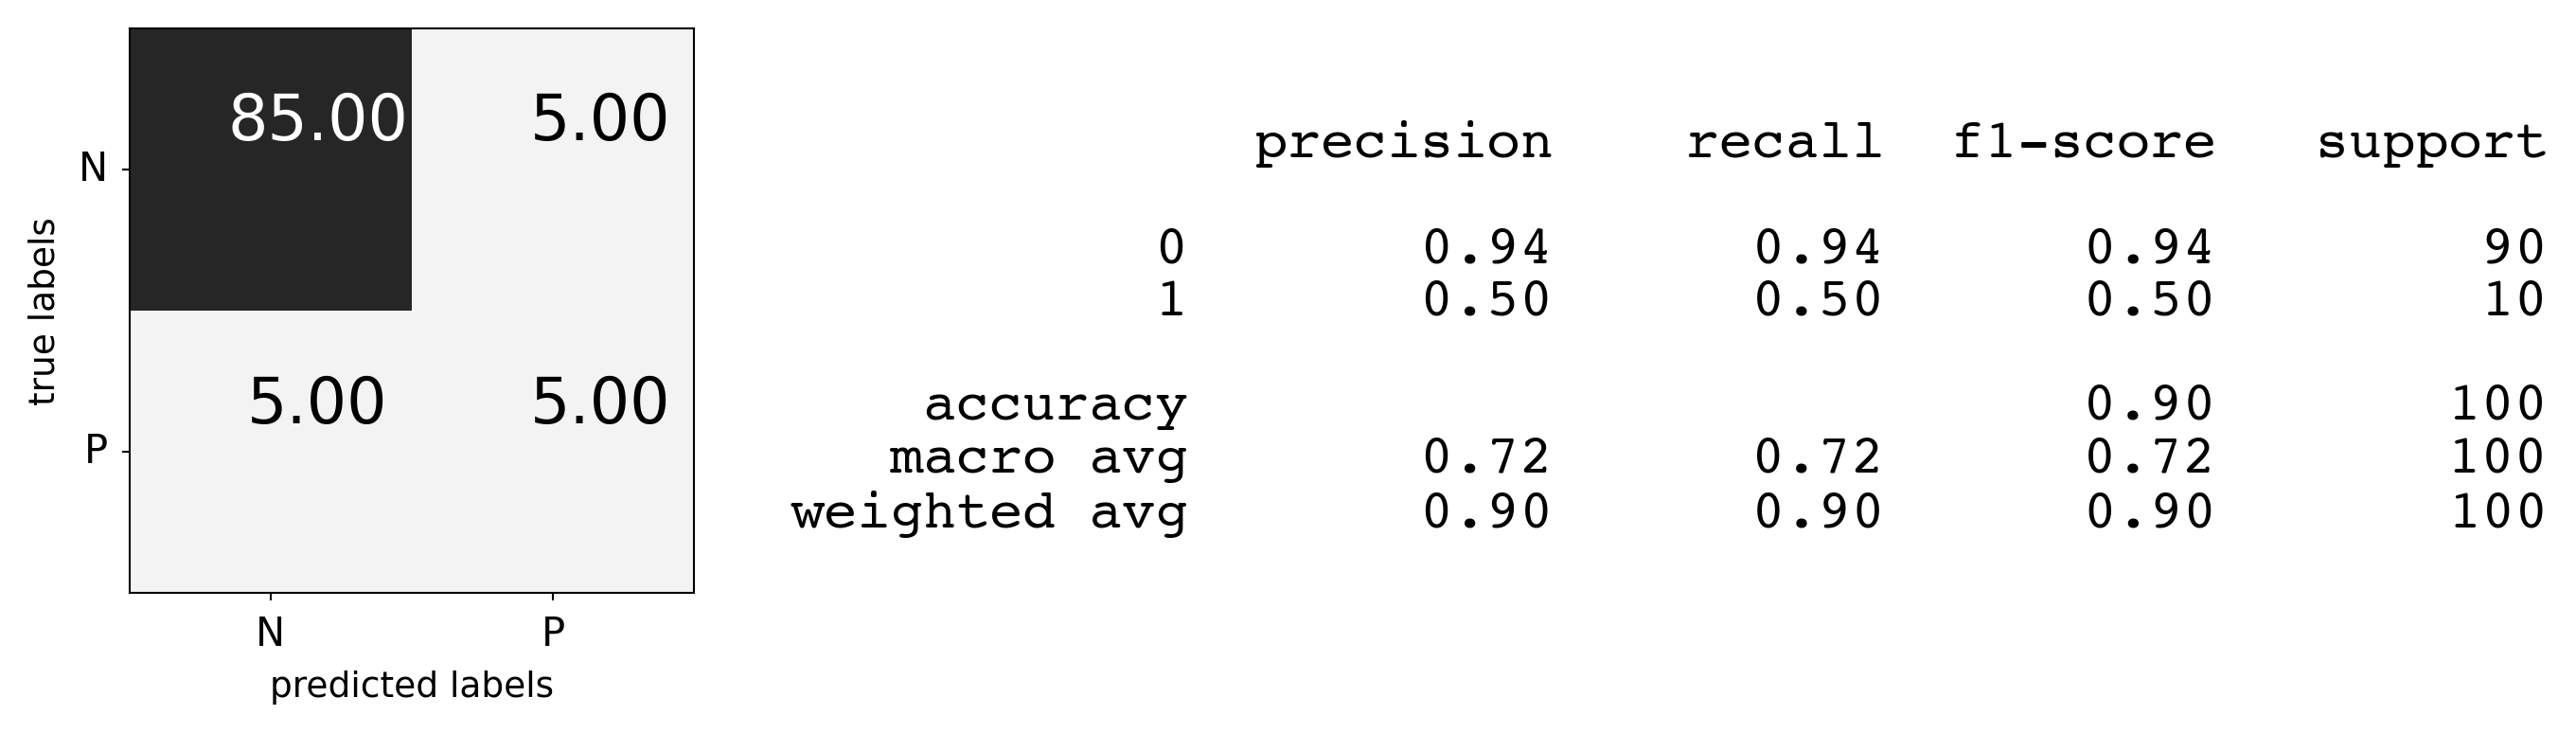 85.00 5.00
N
5.00 5.00
P
true labels
N P
predicted labels
precision recall f1-score support
0 0.94 0.94 0.94 90
1 0.50 0.50 0.50 10
accuracy 0.90 100
macro avg 0.72 0.72 0.72 100
weighted avg 0.90 0.90 0.90 100